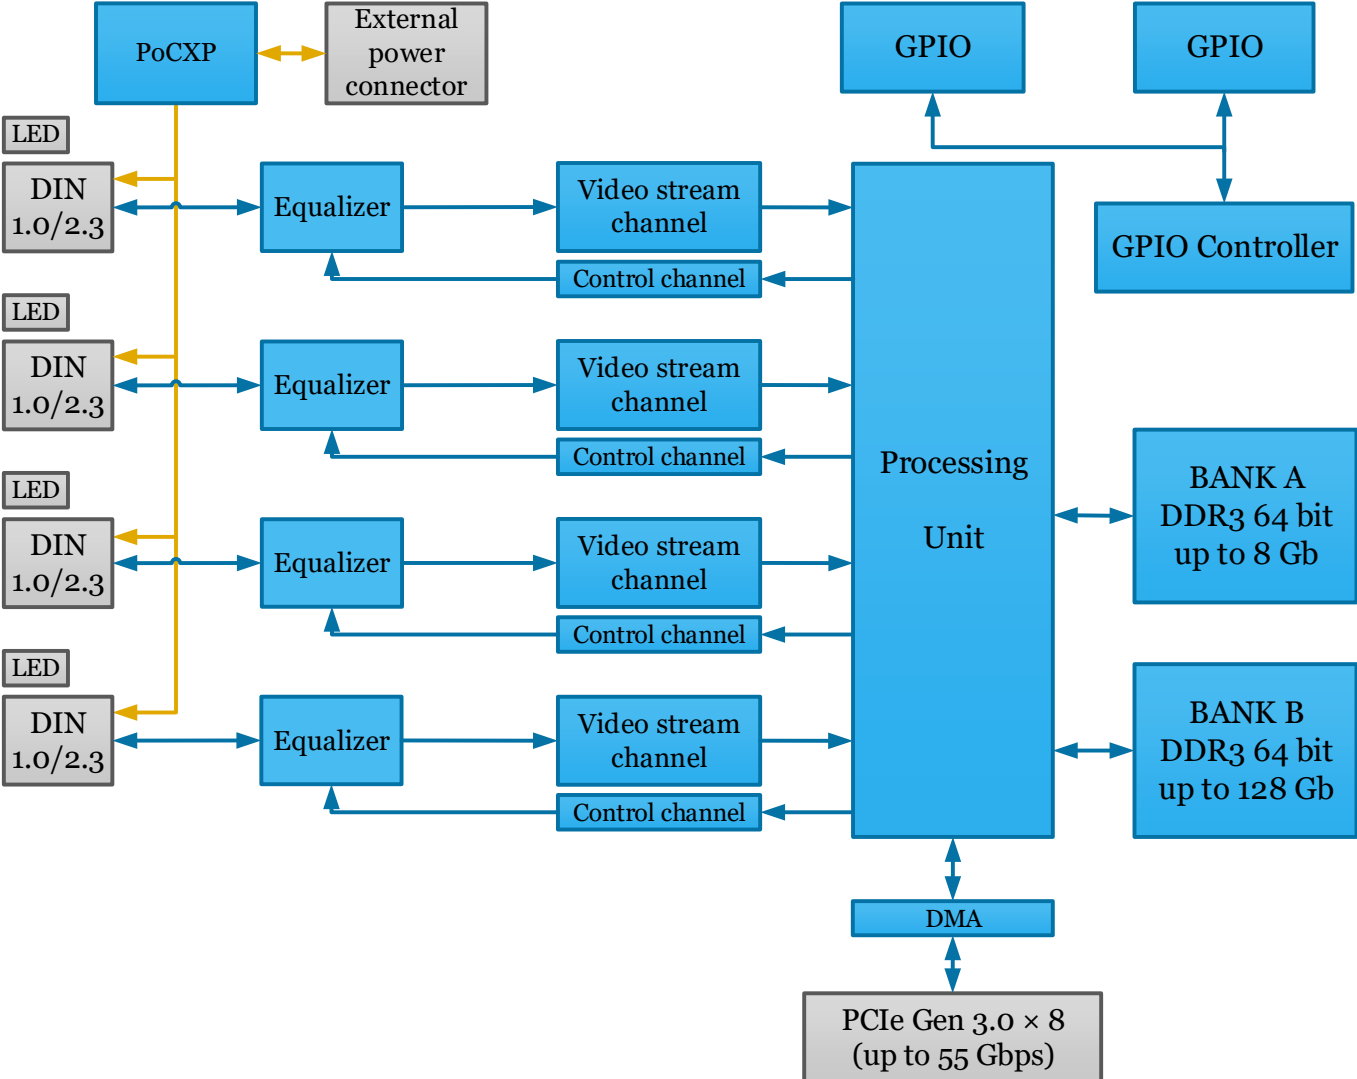 PoCXP
External
power
connector
GPIO
GPIO
LED
DIN
1.0/2.3
Equalizer
Video stream
channel
Control channel
GPIO Controller
LED
DIN
1.0/2.3
Equalizer
Video stream
channel
Control channel
Processing
Unit
BANK A
DDR3 64 bit
up to 8 Gb
LED
DIN
1.0/2.3
Equalizer
Video stream
channel
Control channel
LED
DIN
1.0/2.3
Equalizer
Video stream
channel
Control channel
BANK B
DDR3 64 bit
up to 128 Gb
DMA
PCIe Gen 3.0 × 8
(up to 55 Gbps)